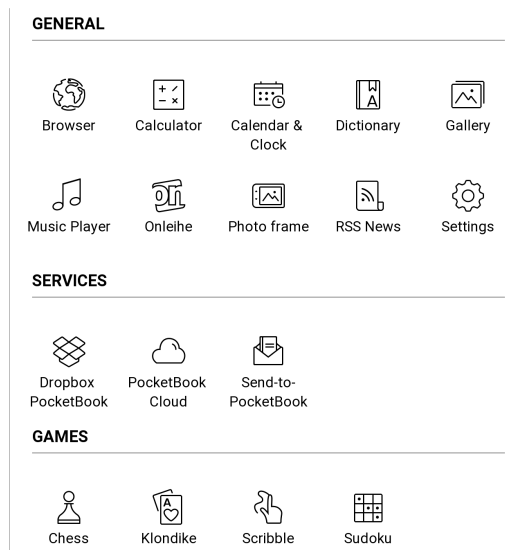 GENERAL
Browser Calculator Calendar & Dictionary Gallery
Clock
on
Music Player Onleihe Photo frame RSS News Settings
SERVICES
Dropbox PocketBook Send-to-
PocketBook Cloud PocketBook
GAMES
Chess Klondike Scribble Sudoku